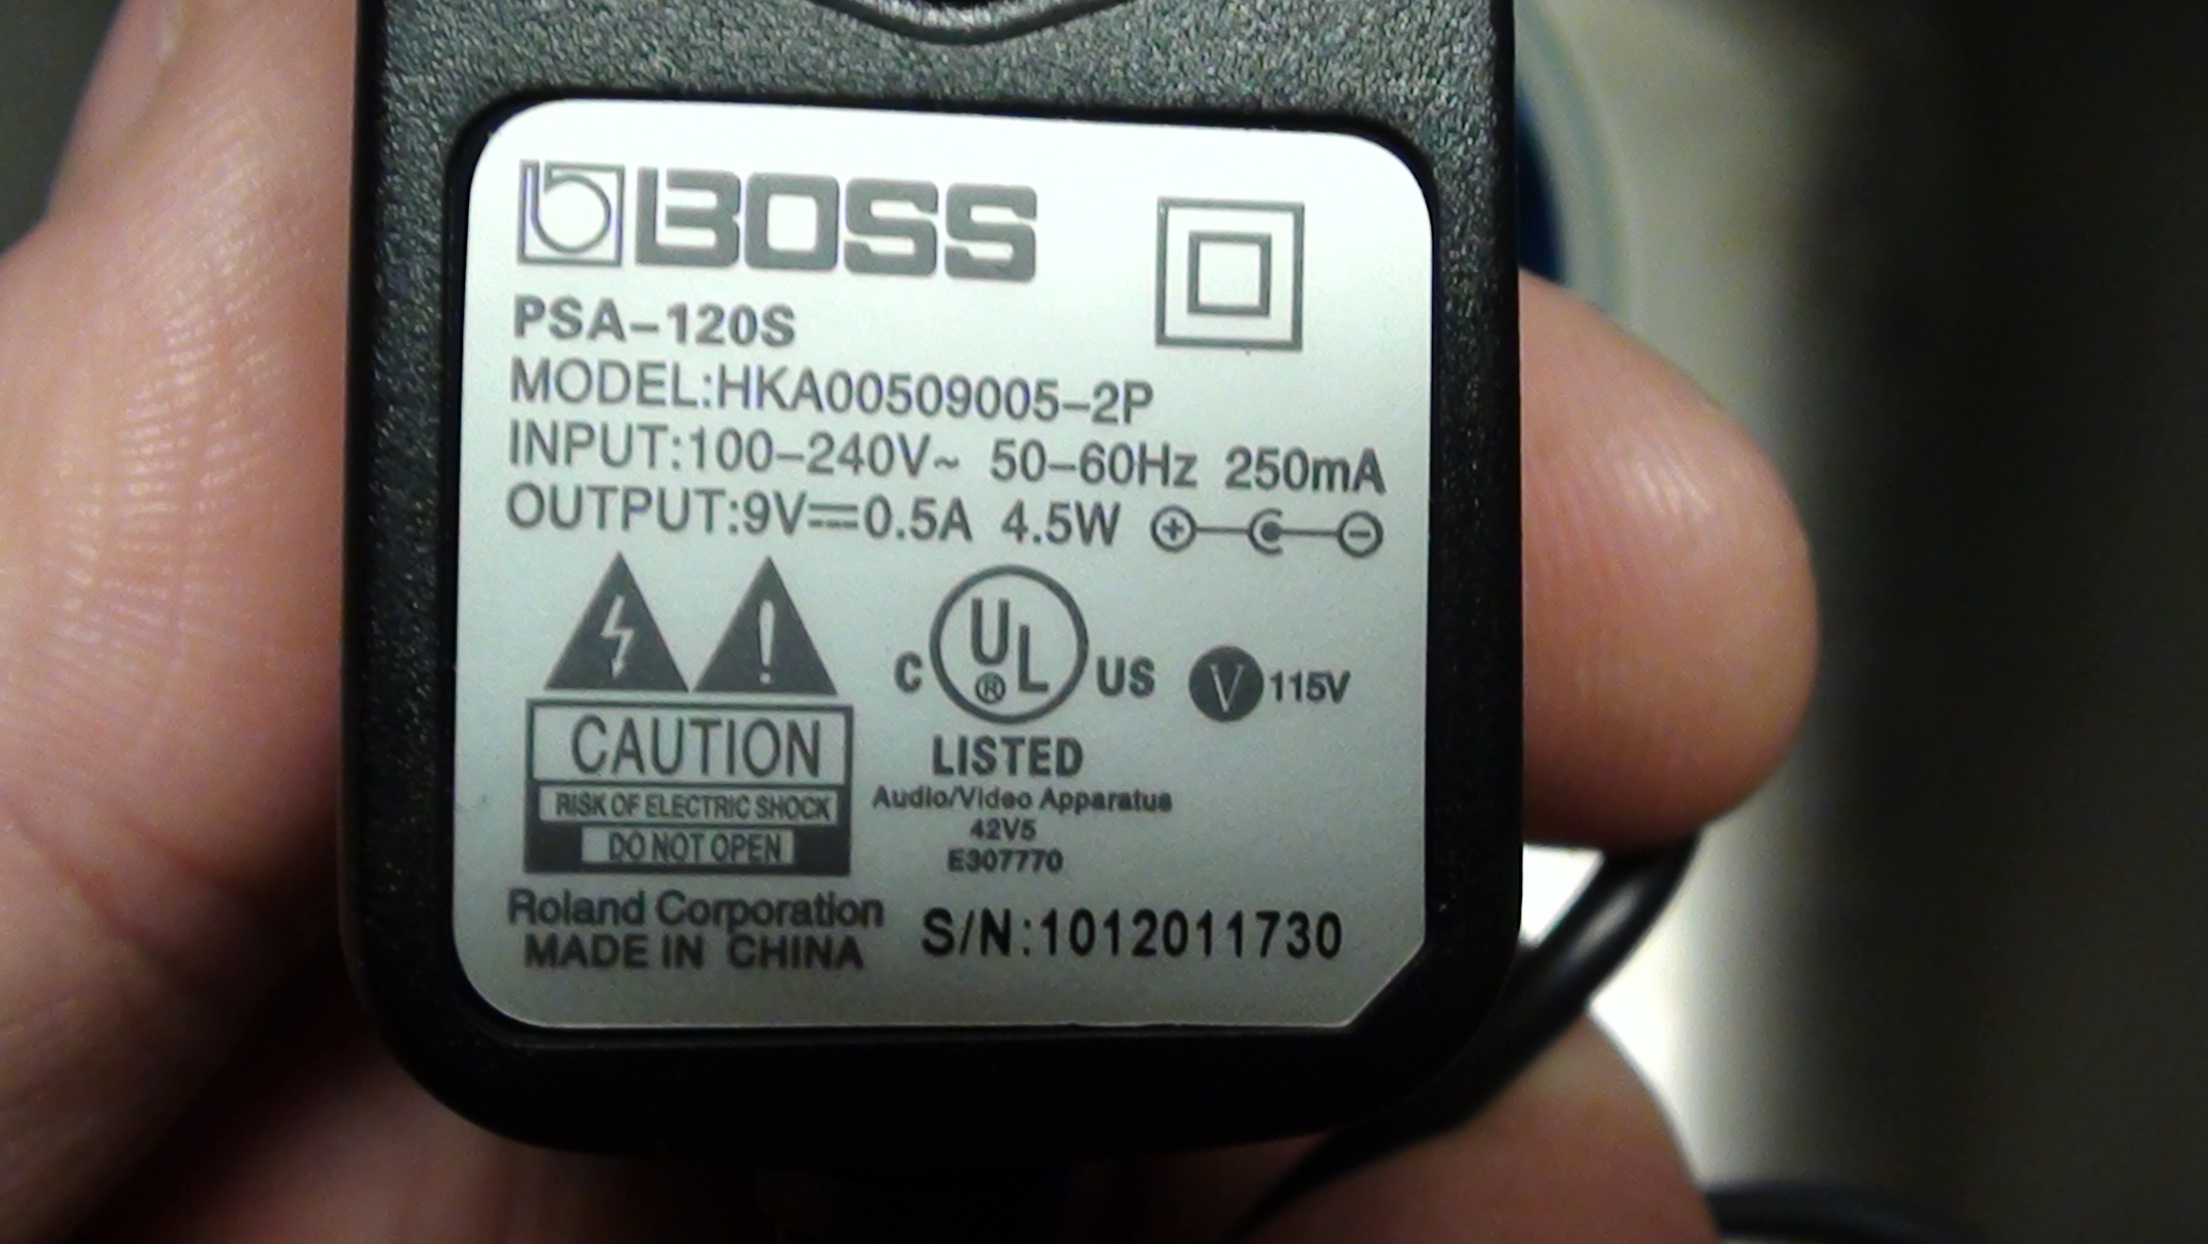 BOSS
PSA-120S
MODEL:HKA00509005-2P
INPUT:100-240V~ 50-60Hz 250mA
OUTPUT:9V⎓0.5A 4.5W
C UL® US
V 115V
LISTED
Audio/Video Apparatus
42V5
E307770
CAUTION
RISK OF ELECTRIC SHOCK
DO NOT OPEN
Roland Corporation
MADE IN CHINA
S/N:1012011730